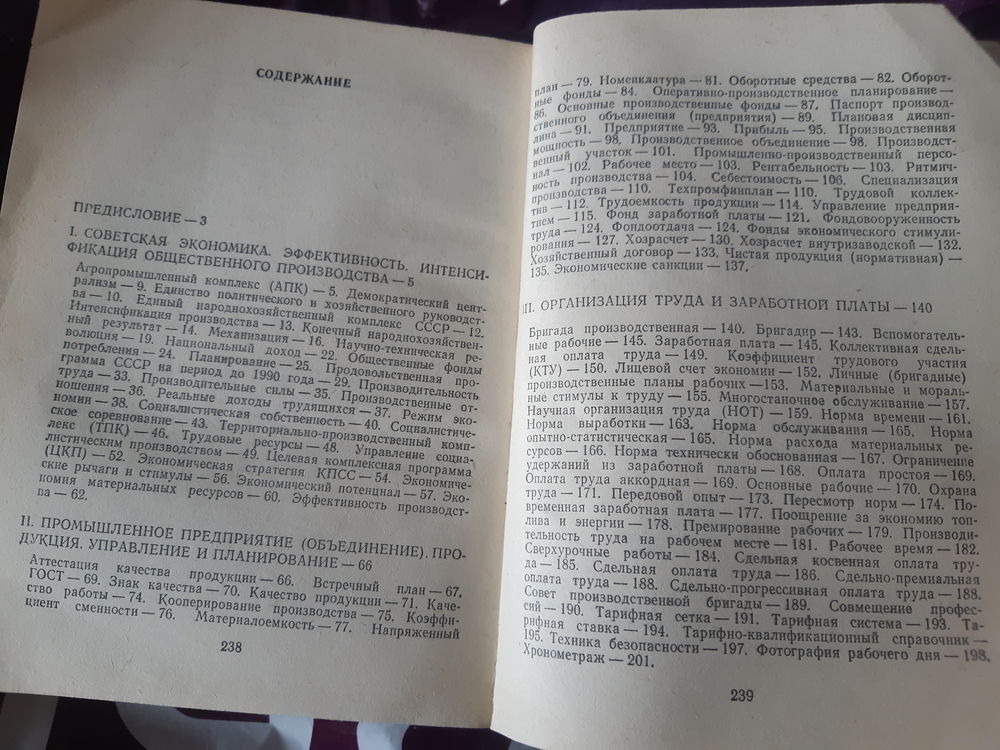 СОДЕРЖАНИЕ
ПРЕДИСЛОВИЕ — 3
I. СОВЕТСКАЯ ЭКОНОМИКА. ЭФФЕКТИВНОСТЬ. ИНТЕНСИ-
ФИКАЦИЯ ОБЩЕСТВЕННОГО ПРОИЗВОДСТВА — 5
Агропромышленный комплекс (АПК) — 5. Демократический цент-
рализм — 9. Единство политического и хозяйственного руководст-
ва — 10. Единый народнохозяйственный комплекс СССР — 12.
Интенсификация производства — 13. Конечный народнохозяйствен-
ный результат — 14. Механизация — 16. Научно-техническая ре-
волюция — 19. Национальный доход — 22. Общественные фонды
потребления — 24. Планирование — 25. Продовольственная про-
грамма СССР на период до 1990 года — 29. Производительность
труда — 33. Производительные силы — 35. Производственные от-
ношения — 36. Реальные доходы трудящихся — 37. Режим эко-
номии — 38. Социалистическая собственность — 40. Социалистиче-
ское соревнование — 43. Территориально-производственный комп-
лекс (ТПК) — 46. Трудовые ресурсы — 48. Управление социа-
листическим производством — 49. Целевая комплексная программа
(ЦКП) — 52. Экономическая стратегия КПСС — 54. Экономиче-
ские рычаги и стимулы — 56. Экономический потенциал — 57. Эко-
номия материальных ресурсов — 60. Эффективность производст-
ва — 62.
II. ПРОМЫШЛЕННОЕ ПРЕДПРИЯТИЕ (ОБЪЕДИНЕНИЕ). ПРО-
ДУКЦИЯ. УПРАВЛЕНИЕ И ПЛАНИРОВАНИЕ — 66
Аттестация качества продукции — 66. Встречный план — 67.
ГОСТ — 69. Знак качества — 70. Качество продукции — 71. Каче-
ство работы — 74. Кооперирование производства — 75. Коэффи-
циент сменности — 76. Материалоемкость — 77. Напряженный
238
план — 79. Номенклатура — 81. Оборотные средства — 82. Оборот-
ные фонды — 84. Оперативно-производственное планирование —
86. Основные производственные фонды — 87. Паспорт производ-
ственного объединения (предприятия) — 89. Плановая дисцип-
лина — 91. Предприятие — 93. Прибыль — 95. Производственная
мощность — 98. Производственное объединение — 98. Производст-
венный участок — 101. Промышленно-производственный персо-
нал — 102. Рабочее место — 103. Рентабельность — 103. Ритмич-
ность производства — 104. Себестоимость — 106. Специализация
производства — 110. Техпромфинплан — 110. Трудовой коллек-
тив — 112. Трудоемкость продукции — 114. Управление предприя-
тием — 115. Фонд заработной платы — 121. Фондовооруженность
труда — 124. Фондоотдача — 124. Фонды экономического стимули-
рования — 127. Хозрасчет — 130. Хозрасчет внутризаводской — 132.
Хозяйственный договор — 133. Чистая продукция (нормативная) —
135. Экономические санкции — 137.
III. ОРГАНИЗАЦИЯ ТРУДА И ЗАРАБОТНОЙ ПЛАТЫ — 140
Бригада производственная — 140. Бригадир — 143. Вспомогатель-
ные рабочие — 145. Заработная плата — 145. Коллективная сдель-
ная оплата труда — 149. Коэффициент трудового участия
(КТУ) — 150. Лицевой счет экономии — 152. Личные (бригадные)
производственные планы рабочих — 153. Материальные и мораль-
ные стимулы к труду — 155. Многостаночное обслуживание — 157.
Научная организация труда (НОТ) — 159. Норма времени — 161.
Норма выработки — 163. Норма обслуживания — 165. Норма
опытно-статистическая — 165. Норма расхода материальных ре-
сурсов — 166. Норма технически обоснованная — 167. Ограничение
удержаний из заработной платы — 168. Оплата простоя — 169.
Оплата труда аккордная — 169. Основные рабочие — 170. Охрана
труда — 171. Передовой опыт — 173. Пересмотр норм — 174. По-
временная заработная плата — 177. Поощрение за экономию топ-
лива и энергии — 178. Премирование рабочих — 179. Производи-
тельность труда на рабочем месте — 181. Рабочее время — 182.
Сверхурочные работы — 184. Сдельная косвенная оплата тру-
да — 185. Сдельная оплата труда — 186. Сдельно-премиальная
оплата труда — 188. Сдельно-прогрессивная оплата труда — 188.
Совет производственной бригады — 189. Совмещение профес-
сий — 190. Тарифная сетка — 191. Тарифная система — 193. Та-
рифная ставка — 194. Тарифно-квалификационный справочник —
195. Техника безопасности — 197. Фотография рабочего дня — 198.
Хронометраж — 201.
239